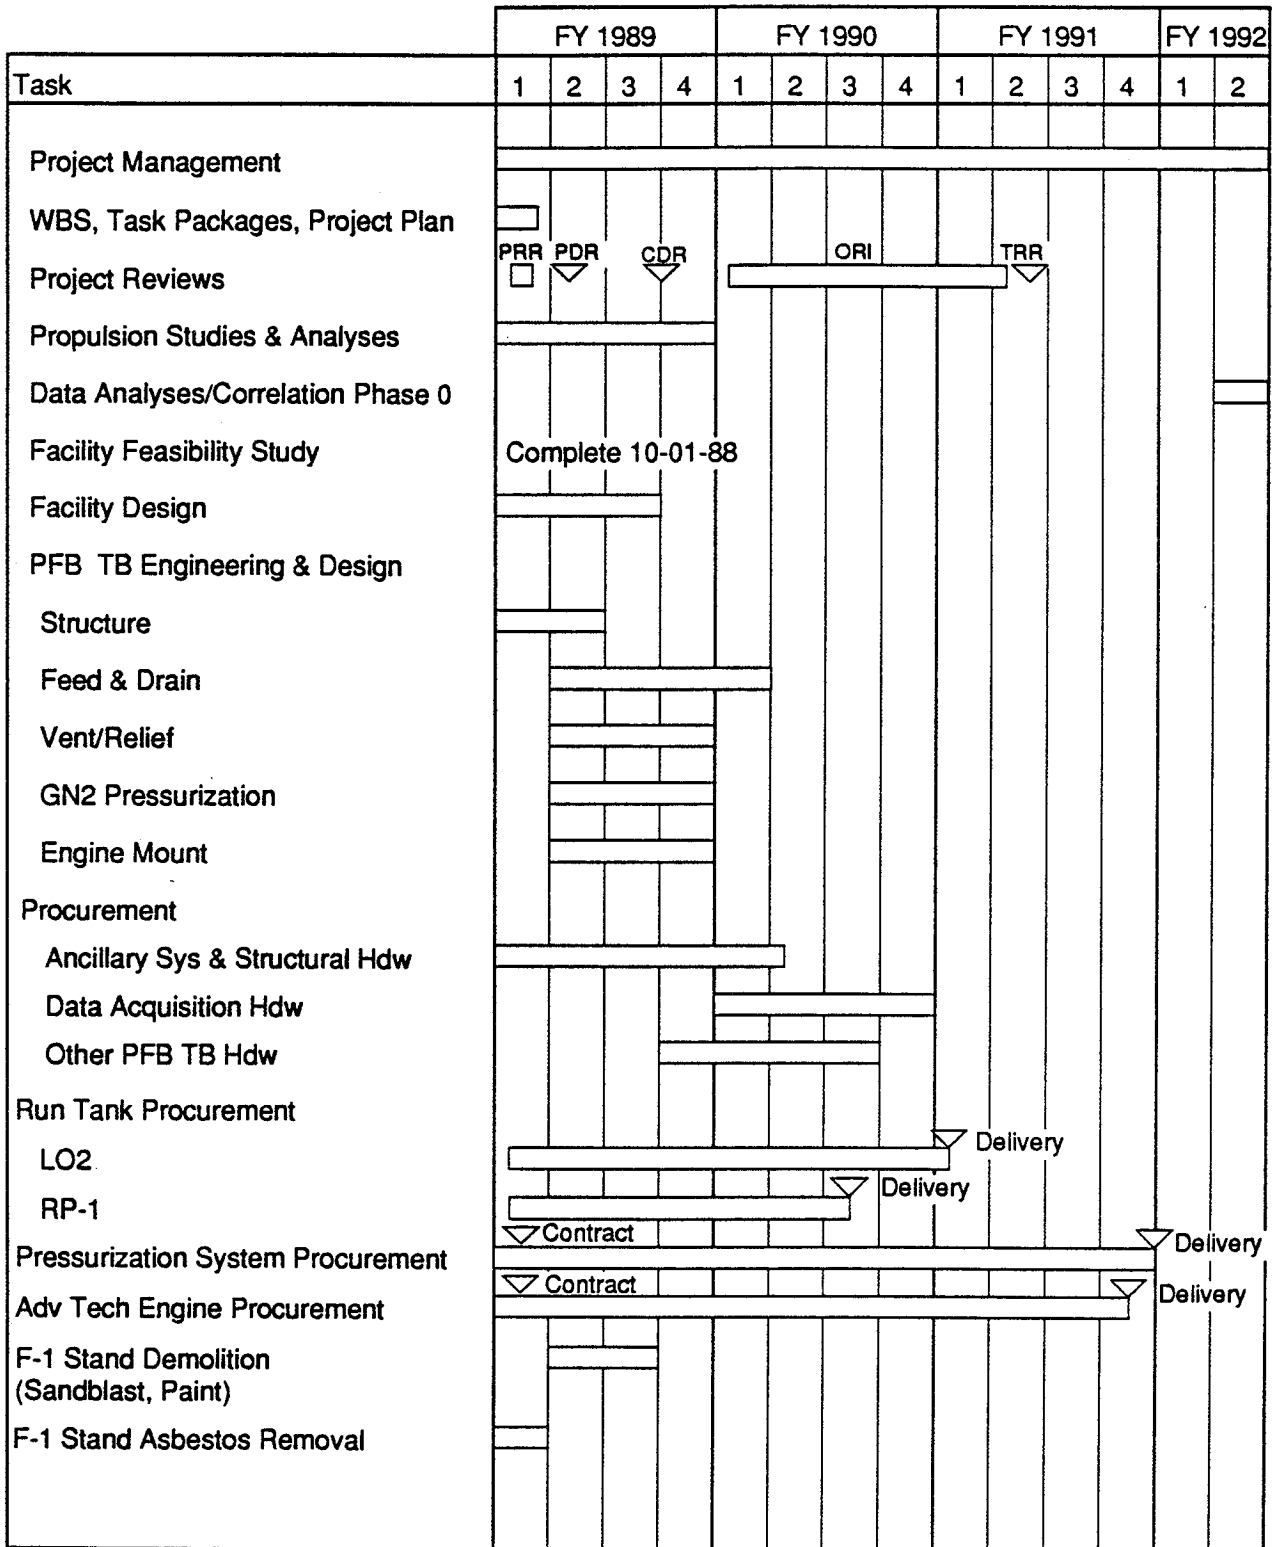 FY 1989 FY 1990 FY 1991 FY 1992
Task 1 2 3 4 1 2 3 4 1 2 3 4 1 2
Project Management
WBS, Task Packages, Project Plan
PRR PDR CDR ORI TRR
Project Reviews
Propulsion Studies & Analyses
Data Analyses/Correlation Phase 0
Facility Feasibility Study Complete 10-01-88
Facility Design
PFB TB Engineering & Design
Structure
Feed & Drain
Vent/Relief
GN2 Pressurization
Engine Mount
Procurement
Ancillary Sys & Structural Hdw
Data Acquisition Hdw
Other PFB TB Hdw
Run Tank Procurement
Delivery
LO2
Delivery
RP-1
Contract
Pressurization System Procurement Delivery
Contract
Adv Tech Engine Procurement Delivery
F-1 Stand Demolition
(Sandblast, Paint)
F-1 Stand Asbestos Removal